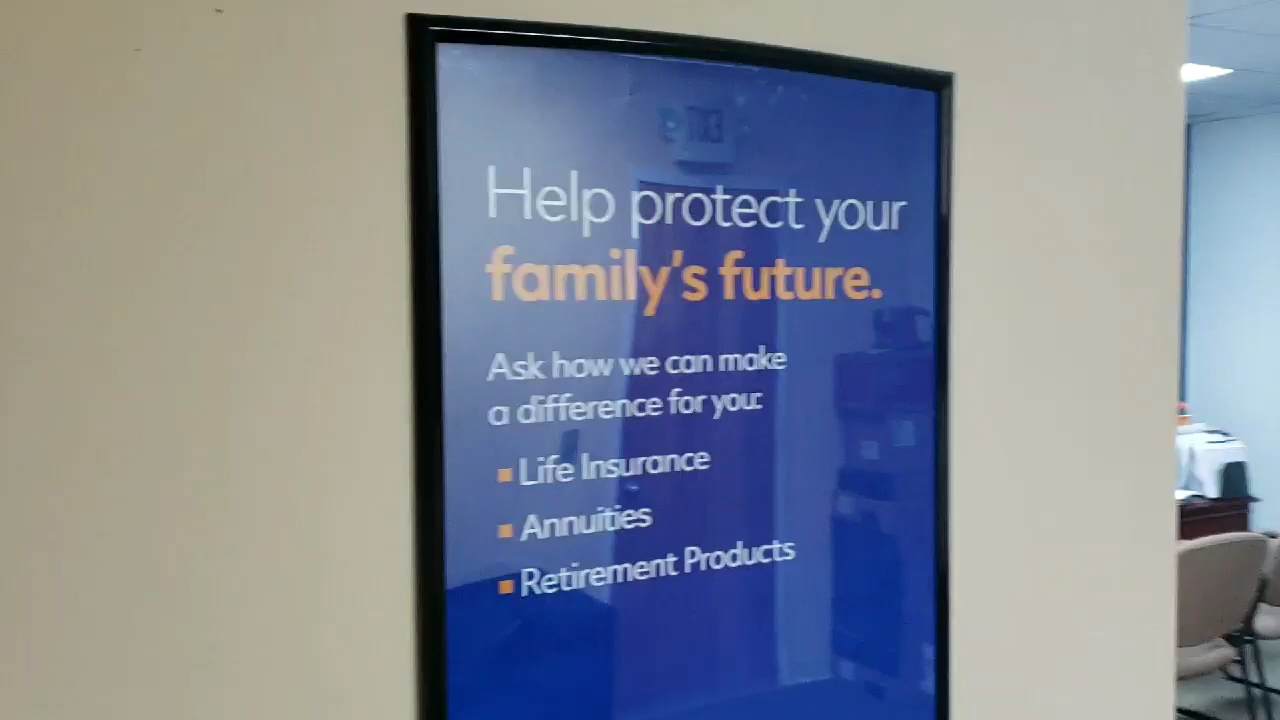 Help protect your
family's future.
Ask how we can make
a difference for you:
Life Insurance
Annuities
Retirement Products